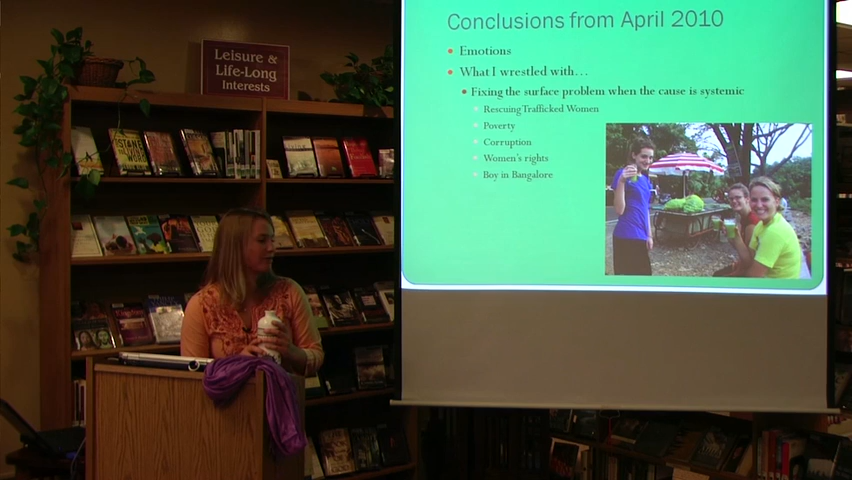 Leisure &
Life-Long
Interests
Conclusions from April 2010
Emotions
What I wrestled with...
Fixing the surface problem when the cause is systemic
Rescuing Trafficked Women
Poverty
Corruption
Women's rights
Boy in Bangalore